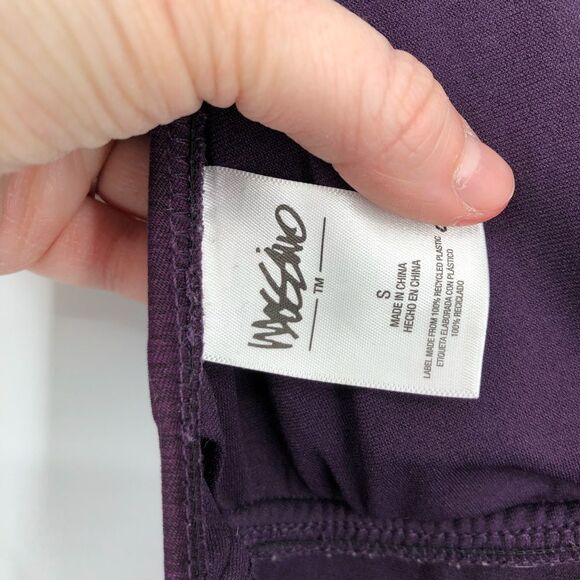 mossimo
TM
S
MADE IN CHINA
HECHO EN CHINA
LABEL MADE FROM 100% RECYCLED PLASTIC
ETIQUETA ELABORADA CON PLÁSTICO
100% RECICLADO